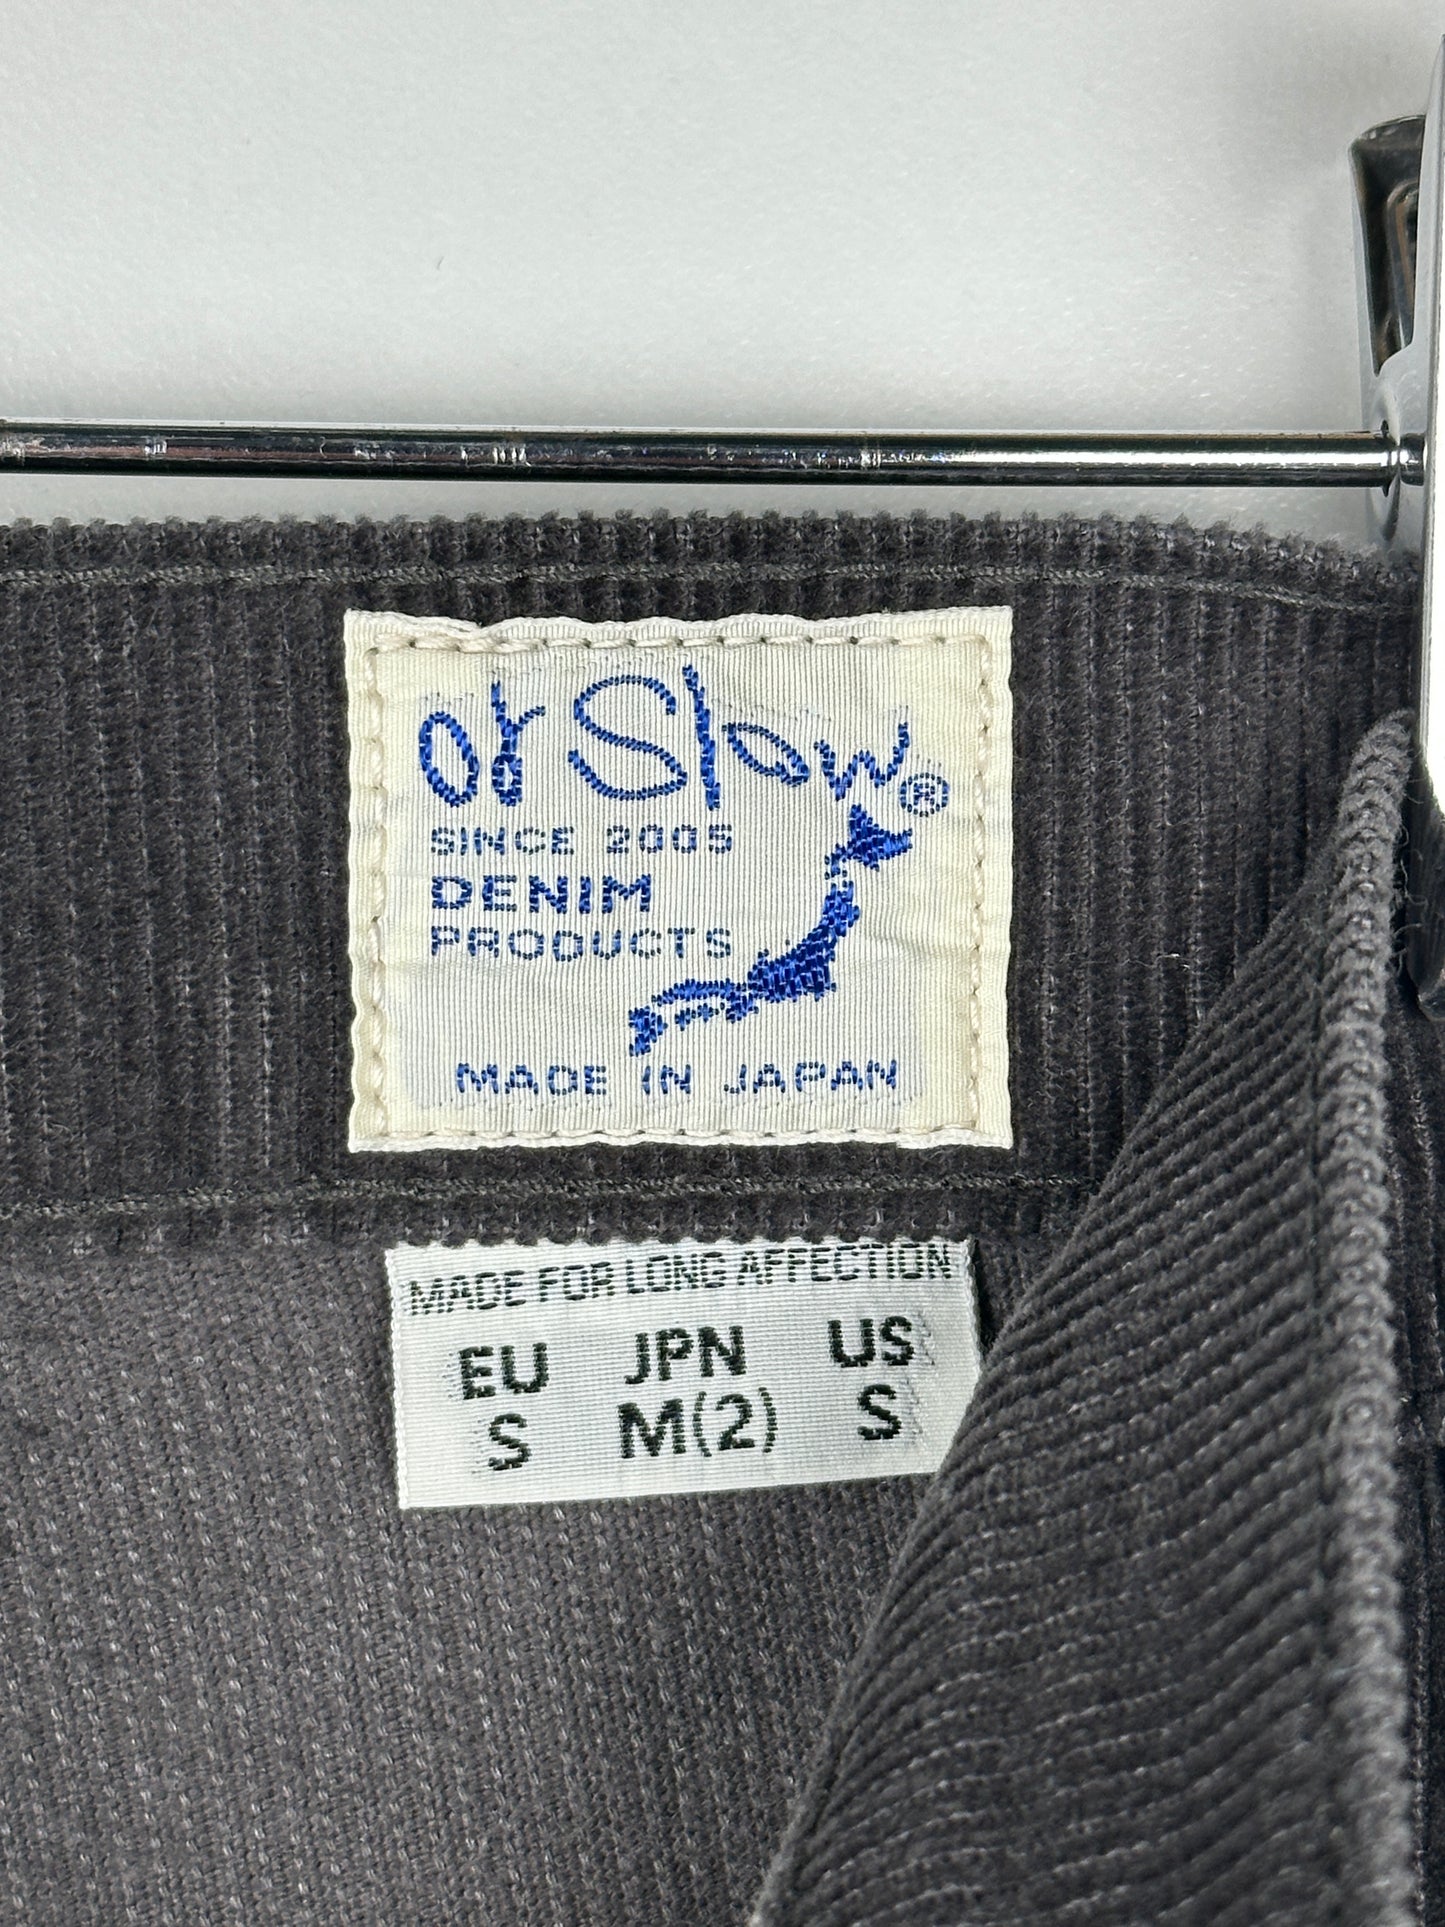 or Slow ®
SINCE 2005
DENIM
PRODUCTS
MADE IN JAPAN
MADE FOR LONG AFFECTION
EU JPN US
S M(2) S